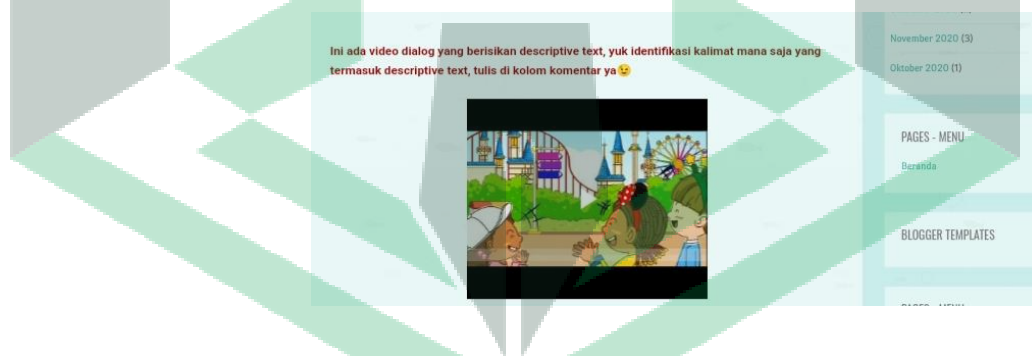 Ini ada video dialog yang berisikan descriptive text, yuk identifikasi kalimat mana saja yang
termasuk descriptive text, tulis di kolom komentar ya😉
November 2020 (3)
Oktober 2020 (1)
PAGES - MENU
Beranda
BLOGGER TEMPLATES